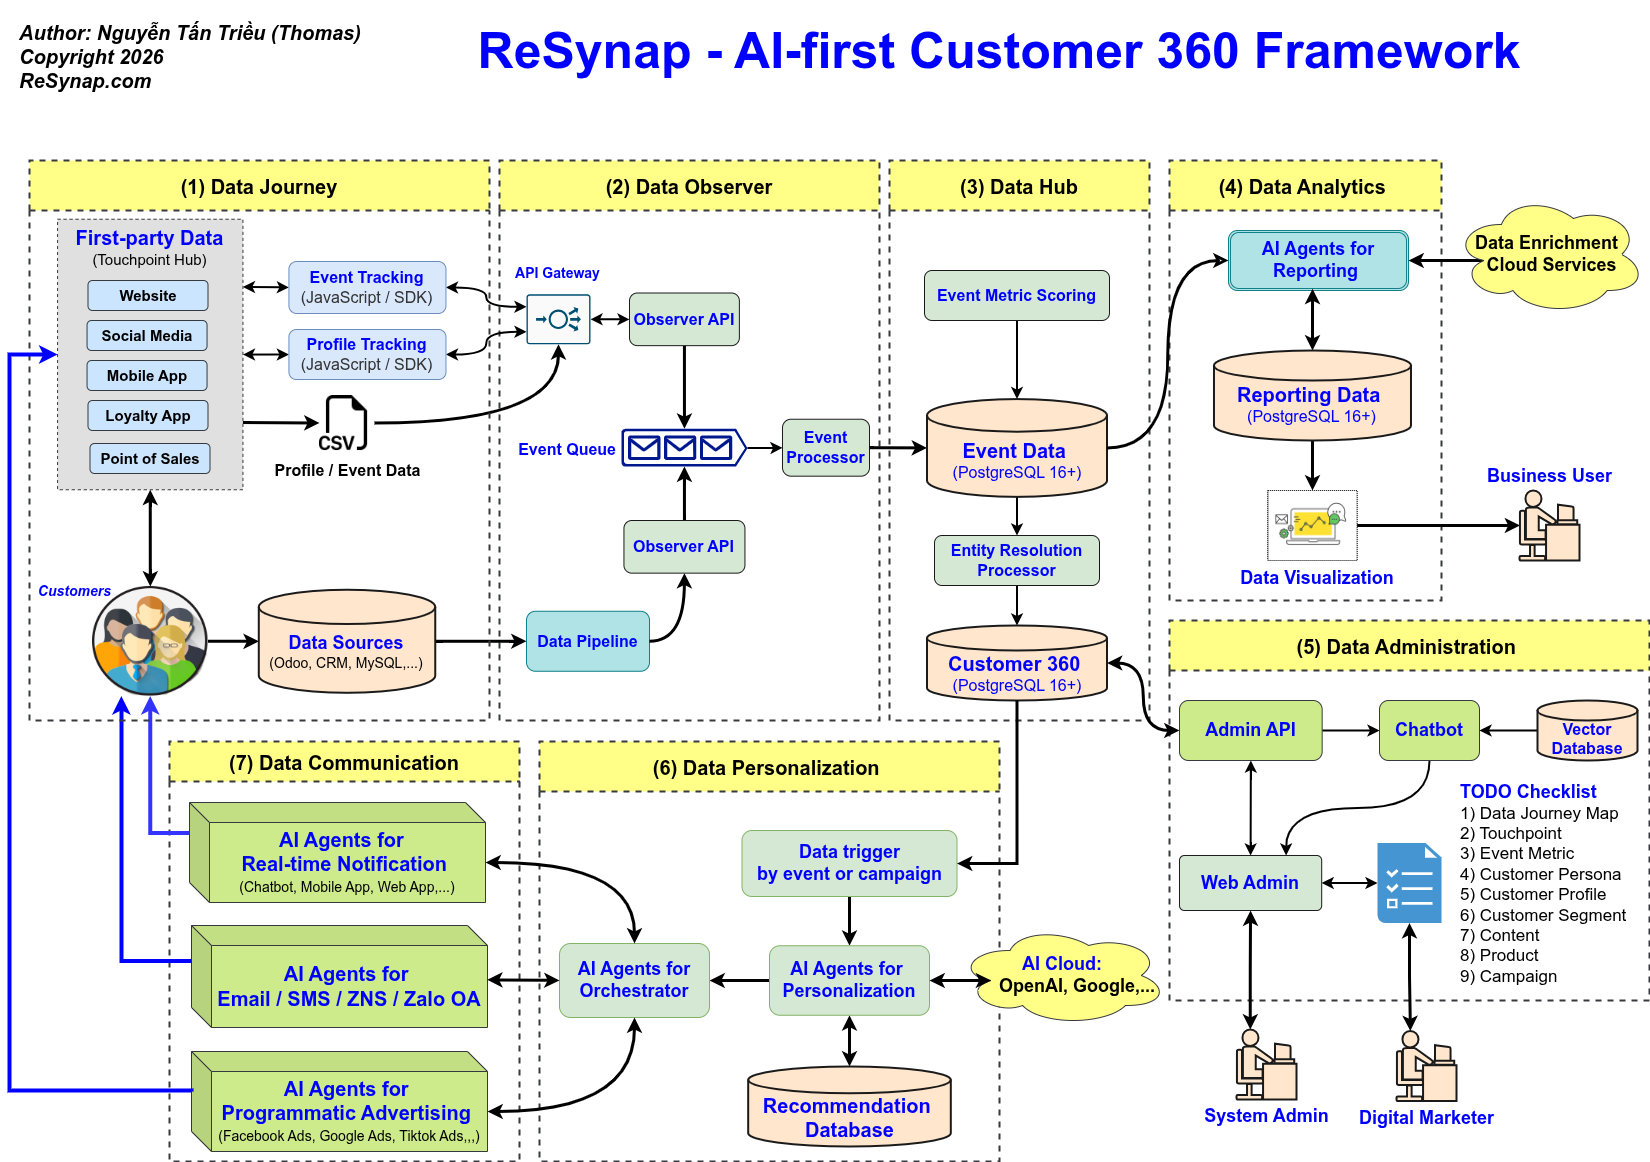 Author: Nguyễn Tấn Triều (Thomas)
Copyright 2026
ReSynap.com
ReSynap - AI-first Customer 360 Framework
(1) Data Journey
First-party Data
(Touchpoint Hub)
Website
Social Media
Mobile App
Loyalty App
Point of Sales
Event Tracking
(JavaScript / SDK)
Profile Tracking
(JavaScript / SDK)
CSV
Profile / Event Data
Customers
Data Sources
(Odoo, CRM, MySQL,...)
(2) Data Observer
API Gateway
Observer API
Event Queue
Event
Processor
Observer API
Data Pipeline
(3) Data Hub
Event Metric Scoring
Event Data
(PostgreSQL 16+)
Entity Resolution
Processor
Customer 360
(PostgreSQL 16+)
(4) Data Analytics
AI Agents for
Reporting
Data Enrichment
Cloud Services
Reporting Data
(PostgreSQL 16+)
Data Visualization
Business User
(5) Data Administration
Admin API
Chatbot
Vector
Database
Web Admin
TODO Checklist
1) Data Journey Map
2) Touchpoint
3) Event Metric
4) Customer Persona
5) Customer Profile
6) Customer Segment
7) Content
8) Product
9) Campaign
System Admin
Digital Marketer
(6) Data Personalization
Data trigger
by event or campaign
AI Agents for
Orchestrator
AI Agents for
Personalization
AI Cloud:
OpenAI, Google,...
Recommendation
Database
(7) Data Communication
AI Agents for
Real-time Notification
(Chatbot, Mobile App, Web App,...)
AI Agents for
Email / SMS / ZNS / Zalo OA
AI Agents for
Programmatic Advertising
(Facebook Ads, Google Ads, Tiktok Ads,,,)